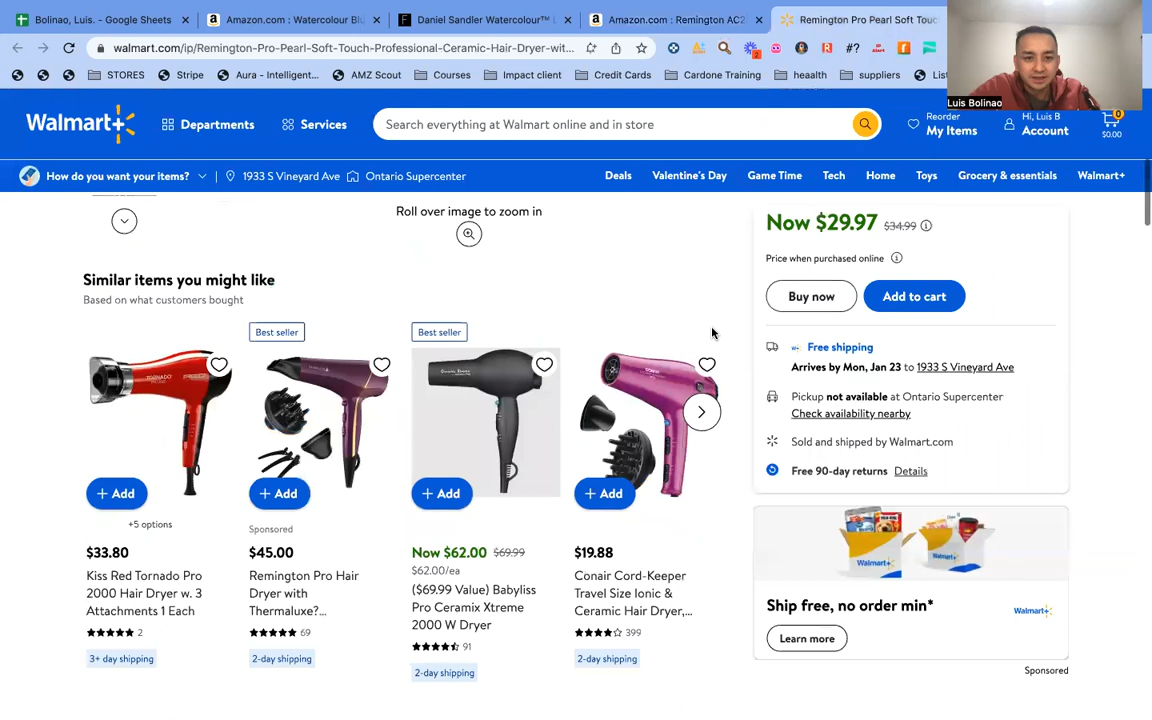 Bolinao, Luis. - Google Sheets
Amazon.com : Watercolour Blu
Daniel Sandler Watercolour™ L
Amazon.com : Remington AC2
Remington Pro Pearl Soft Touc
walmart.com/ip/Remington-Pro-Pearl-Soft-Touch-Professional-Ceramic-Hair-Dryer-wit...
STORES
Stripe
Aura - Intelligent...
AMZ Scout
Courses
Impact client
Credit Cards
Cardone Training
heaalth
suppliers
List
Luis Bolinao
Walmart+
Departments
Services
Search everything at Walmart online and in store
Reorder
My Items
Hi, Luis B
Account
0
$0.00
How do you want your items?
1933 S Vineyard Ave
Ontario Supercenter
Deals
Valentine's Day
Game Time
Tech
Home
Toys
Grocery & essentials
Walmart+
Roll over image to zoom in
Similar items you might like
Based on what customers bought
Best seller
Best seller
+ Add
+ Add
+ Add
+ Add
+5 options
$33.80
Kiss Red Tornado Pro
2000 Hair Dryer w. 3
Attachments 1 Each
2
3+ day shipping
Sponsored
$45.00
Remington Pro Hair
Dryer with
Thermaluxe?...
69
2-day shipping
Now $62.00 $69.99
$62.00/ea
($69.99 Value) Babyliss
Pro Ceramix Xtreme
2000 W Dryer
91
2-day shipping
$19.88
Conair Cord-Keeper
Travel Size Ionic &
Ceramic Hair Dryer,...
399
2-day shipping
Now $29.97 $34.99
Price when purchased online
Buy now
Add to cart
Free shipping
Arrives by Mon, Jan 23 to 1933 S Vineyard Ave
Pickup not available at Ontario Supercenter
Check availability nearby
Sold and shipped by Walmart.com
Free 90-day returns Details
Walmart
Ship free, no order min*
Walmart+
Learn more
Sponsored